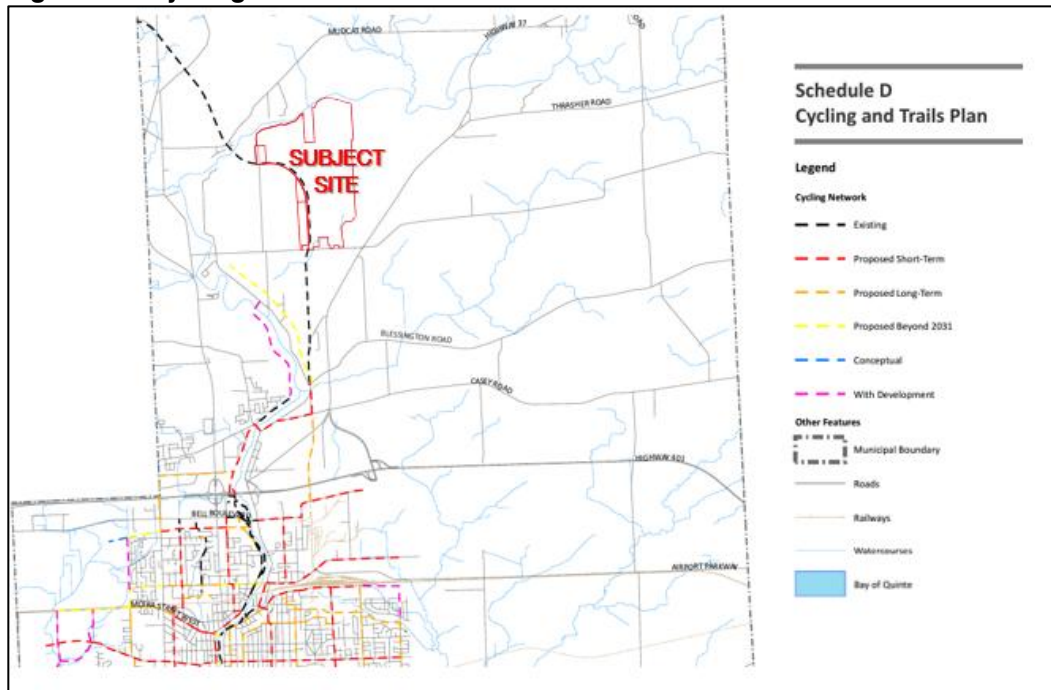 MUDCAT ROAD
HIGHWAY 37
ROAD
THRASHER ROAD
SUBJECT
SITE
BLESSINGTON ROAD
CASEY ROAD
HIGHWAY 401
BELL BOULEVARD
AIRPORT PARKWAY
MOIRA STREET WEST
Schedule D
Cycling and Trails Plan
Legend
Cycling Network
Existing
Proposed Short-Term
Proposed Long-Term
Proposed Beyond 2031
Conceptual
With Development
Other Features
Municipal Boundary
Roads
Railways
Watercourses
Bay of Quinte